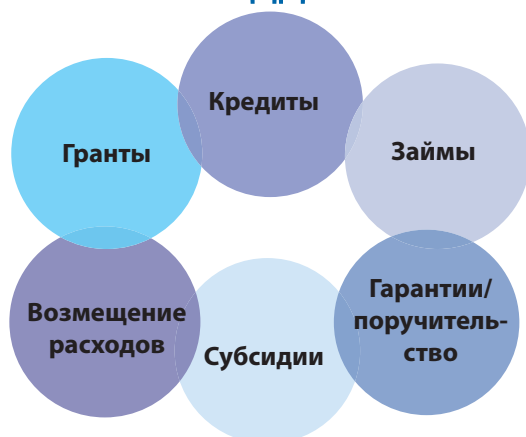 Кредиты
Гранты
Займы
Возмещение
расходов
Субсидии
Гарантии/
поручитель-
ство